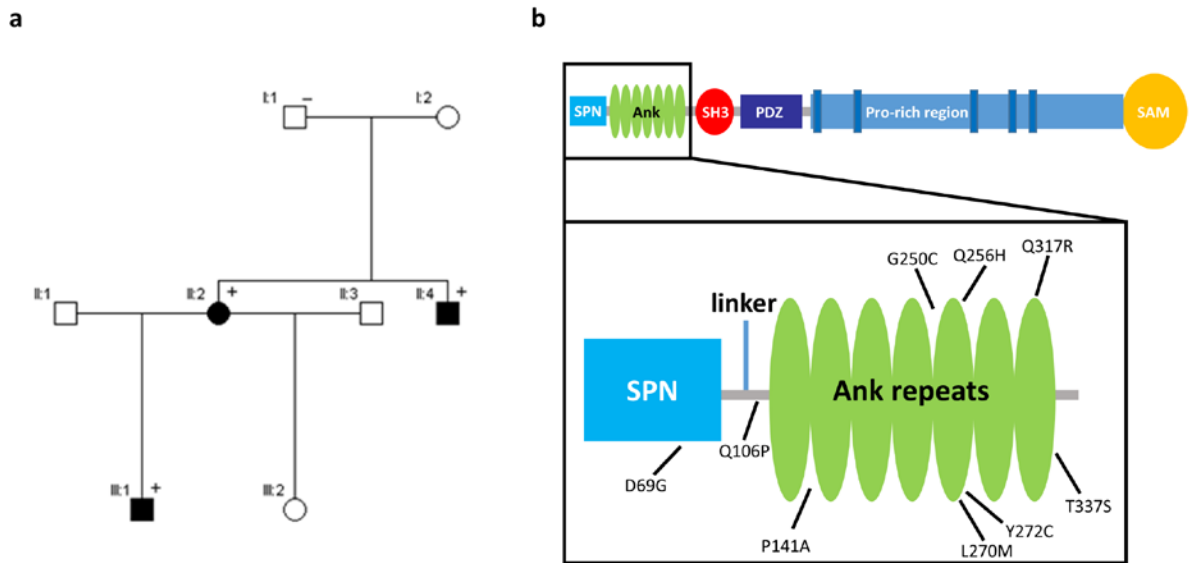 a
b
I:1
–
I:2
II:1
II:2
+
II:3
II:4
+
III:1
+
III:2
SPN
Ank
SH3
PDZ
Pro-rich region
SAM
G250C
Q256H
Q317R
linker
SPN
Ank repeats
Q106P
D69G
P141A
Y272C
L270M
T337S